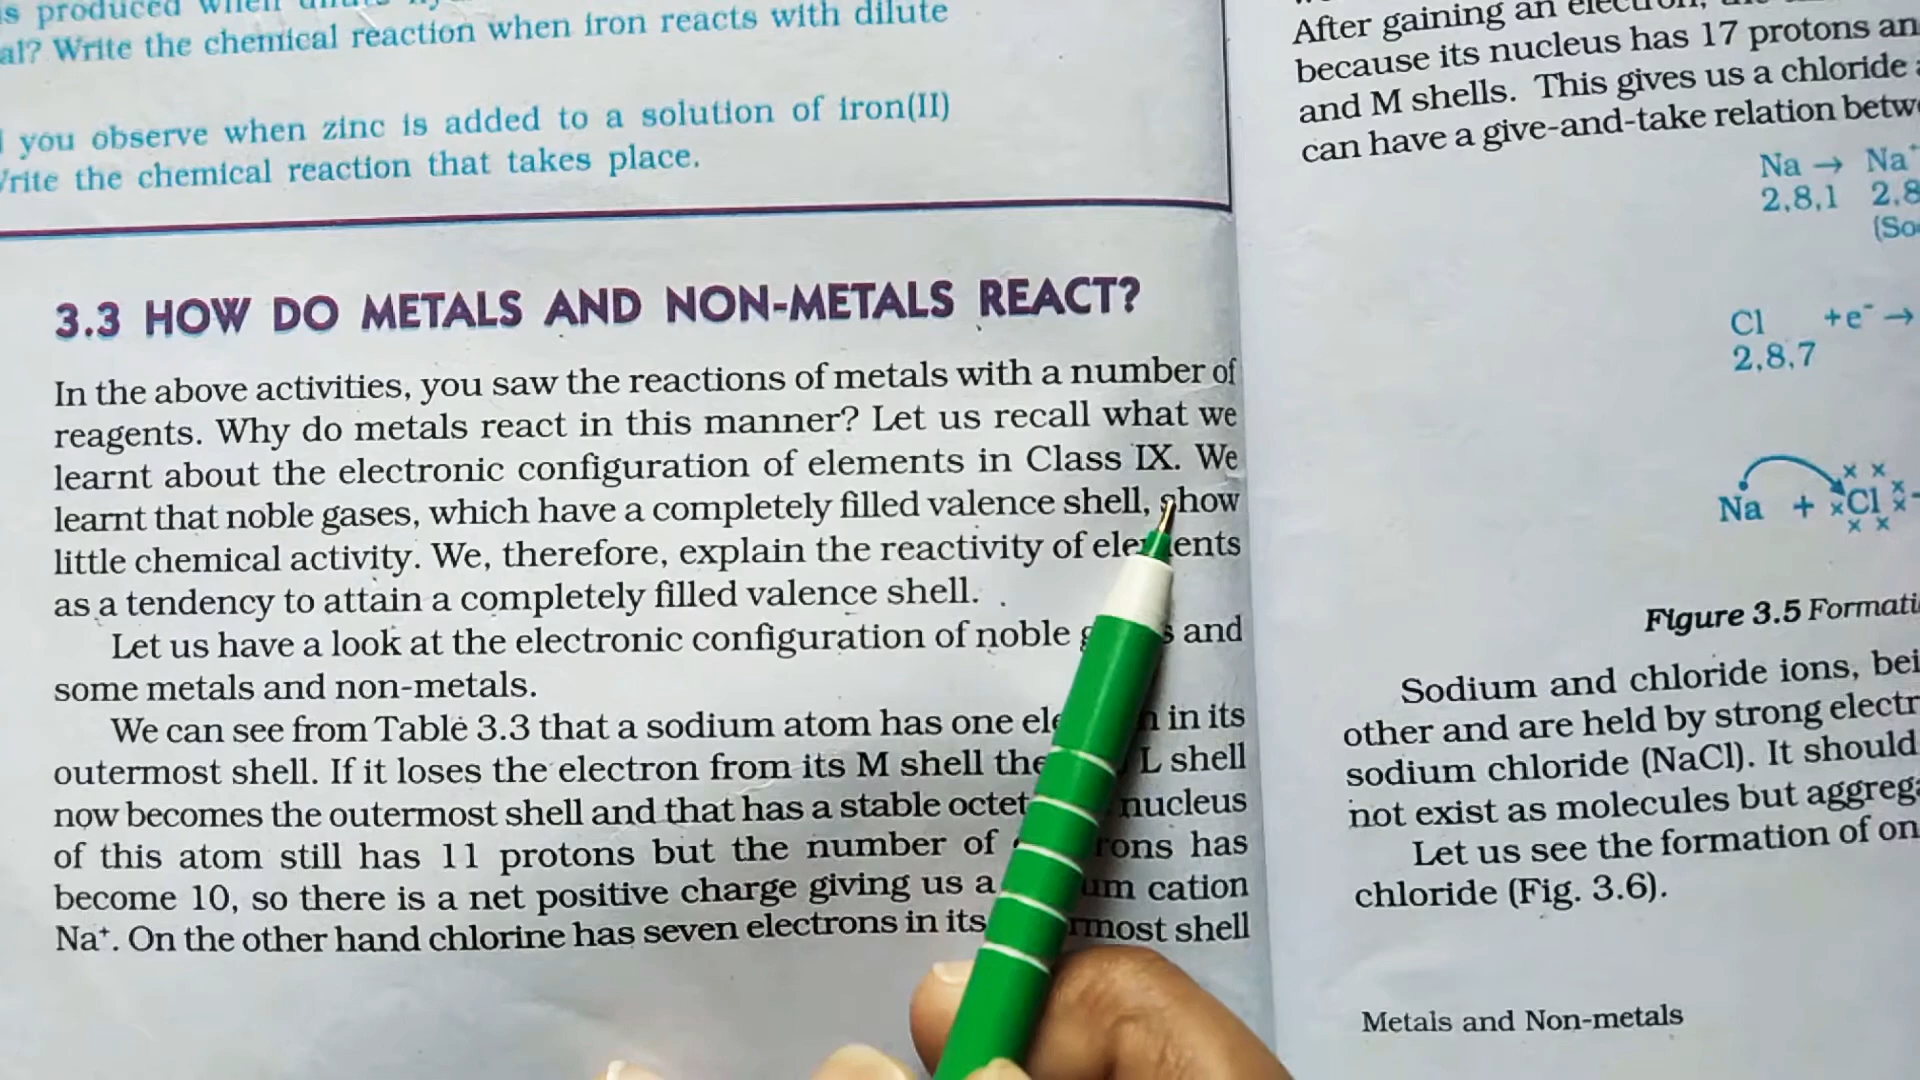 s produced when
al? Write the chemical reaction when iron reacts with dilute
you observe when zinc is added to a solution of iron(II)
rite the chemical reaction that takes place.
3.3 HOW DO METALS AND NON-METALS REACT?
In the above activities, you saw the reactions of metals with a number of
reagents. Why do metals react in this manner? Let us recall what we
learnt about the electronic configuration of elements in Class IX. We
learnt that noble gases, which have a completely filled valence shell, show
little chemical activity. We, therefore, explain the reactivity of elements
as a tendency to attain a completely filled valence shell.
Let us have a look at the electronic configuration of noble and
some metals and non-metals.
We can see from Table 3.3 that a sodium atom has one in its
outermost shell. If it loses the electron from its M shell L shell
now becomes the outermost shell and that has a stable octet nucleus
of this atom still has 11 protons but the number of has
become 10, so there is a net positive charge giving us a cation
Na⁺. On the other hand chlorine has seven electrons in its shell
After gaining an
because its nucleus has 17 protons an
and M shells. This gives us a chloride
can have a give-and-take relation betw
Na → Na⁺
2,8,1 2,8
(So
Cl +e⁻ →
2,8,7
Na + Cl
Figure 3.5 Formati
Sodium and chloride ions, bei
other and are held by strong electr
sodium chloride (NaCl). It should
not exist as molecules but aggreg
Let us see the formation of on
chloride (Fig. 3.6).
Metals and Non-metals